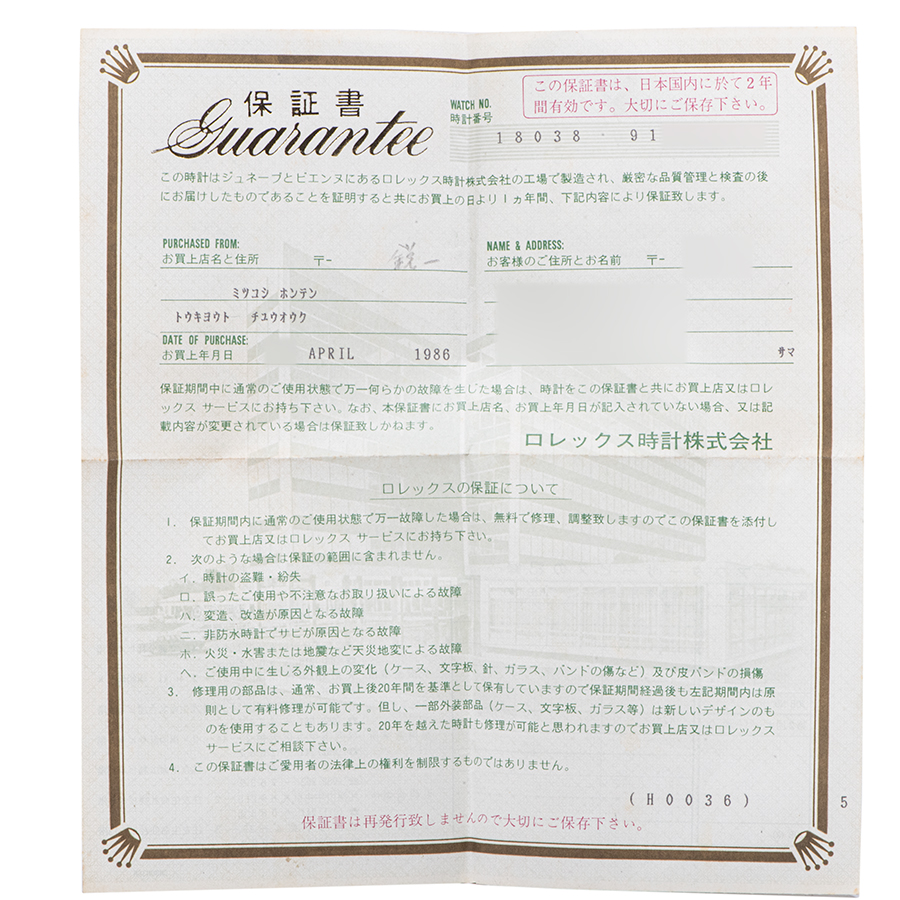 保証書
Guarantee
WATCH NO.
時計番号
この保証書は、日本国内に於て2年
間有効です。大切にご保存下さい。
18038 91
この時計はジュネーブとビエンヌにあるロレックス時計株式会社の工場で製造され、厳密な品質管理と検査の後
にお届けしたものであることを証明すると共にお買上の日より1ヵ年間、下記内容により保証致します。
PURCHASED FROM:
お買上店名と住所 〒-
鋭一
ミツコシ ホンテン
トウキヨウト チユウオウク
DATE OF PURCHASE:
お買上年月日 APRIL 1986
NAME & ADDRESS:
お客様のご住所とお名前 〒-
サマ
保証期間中に通常のご使用状態で万一何らかの故障を生じた場合は、時計をこの保証書と共にお買上店又はロレ
ックス サービスにお持ち下さい。なお、本保証書にお買上店名、お買上年月日が記入されていない場合、又は記
載内容が変更されている場合は保証致しかねます。
ロレックス時計株式会社
ロレックスの保証について
1. 保証期間内に通常のご使用状態で万一故障した場合は、無料で修理、調整致しますのでこの保証書を添付し
てお買上店又はロレックス サービスにお持ち下さい。
2. 次のような場合は保証の範囲に含まれません。
イ. 時計の盗難・紛失
ロ. 誤ったご使用や不注意なお取り扱いによる故障
ハ. 変造、改造が原因となる故障
ニ. 非防水時計でサビが原因となる故障
ホ. 火災・水害または地震など天災地変による故障
ヘ. ご使用中に生じる外観上の変化(ケース、文字板、針、ガラス、バンドの傷など)及び皮バンドの損傷
3. 修理用の部品は、通常、お買上後20年間を基準として保有していますので保証期間経過後も左記期間内は原
則として有料修理が可能です。但し、一部外装部品(ケース、文字板、ガラス等)は新しいデザインのも
のを使用することもあります。20年を越えた時計も修理が可能と思われますのでお買上店又はロレックス
サービスにご相談下さい。
4. この保証書はご愛用者の法律上の権利を制限するものではありません。
(H0036)
5
保証書は再発行致しませんので大切にご保存下さい。